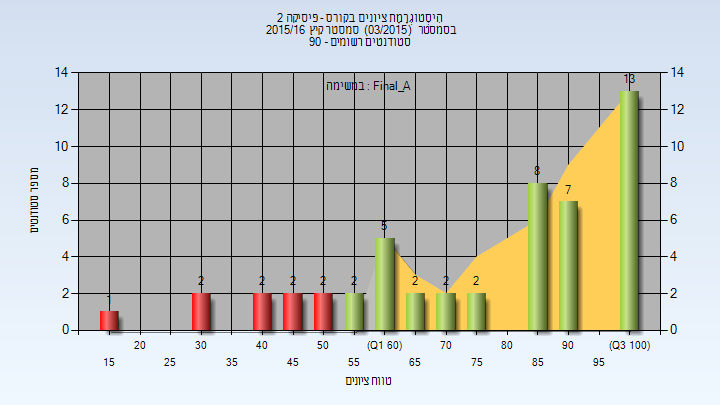 היסטוגרמת ציונים בקורס - פיסיקה 2
בסמסטר (03/2015) סמסטר קיץ 2015/16
סטודנטים רשומים - 90
במשימה : Final_A
מספר סטודנטים
14 14
12 12
10 10
8 8
6 6
4 4
2 2
0 0
1 2 2 2 2 2 5 2 2 2 8 7 13
20 30 40 50 (Q1 60) 70 80 90 (Q3 100)
15 25 35 45 55 65 75 85 95
טווח ציונים